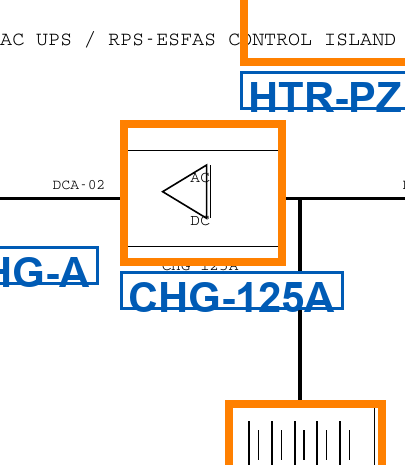 AC UPS / RPS-ESFAS CONTROL ISLAND
HTR-PZ
AC
DCA-02
DC
CHG-125A
HG-A
CHG-125A